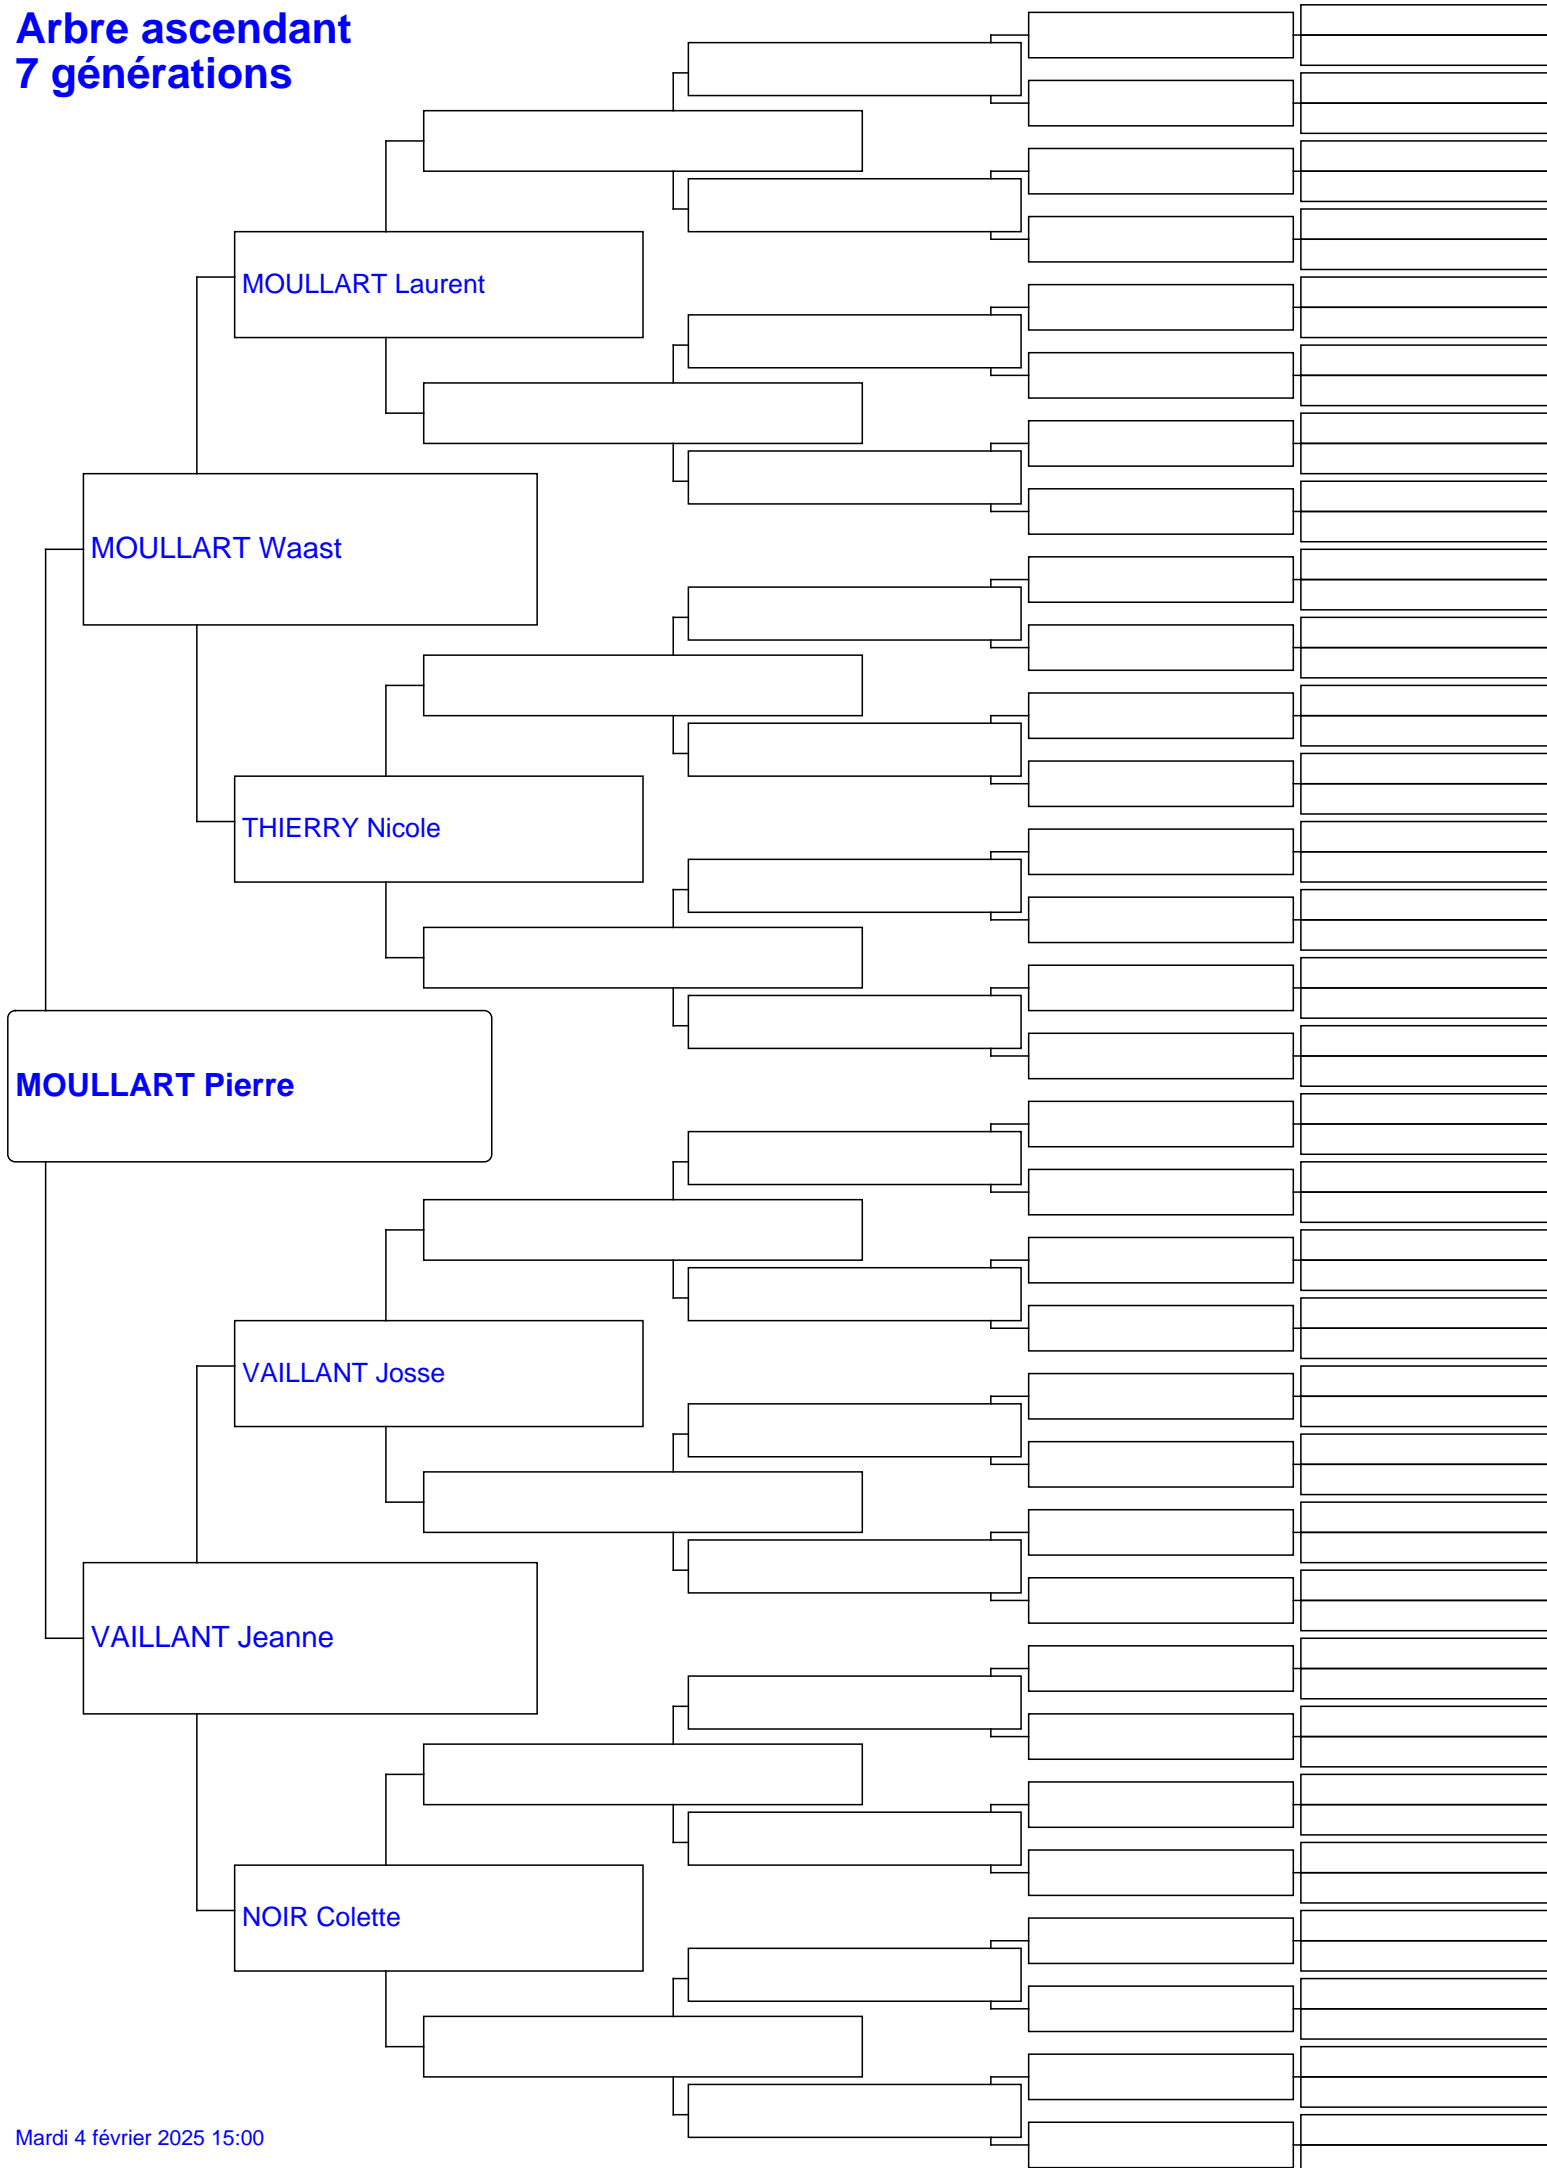 Arbre ascendant
7 générations
MOULLART Laurent
MOULLART Waast
THIERRY Nicole
MOULLART Pierre
VAILLANT Josse
VAILLANT Jeanne
NOIR Colette
Mardi 4 février 2025 15:00